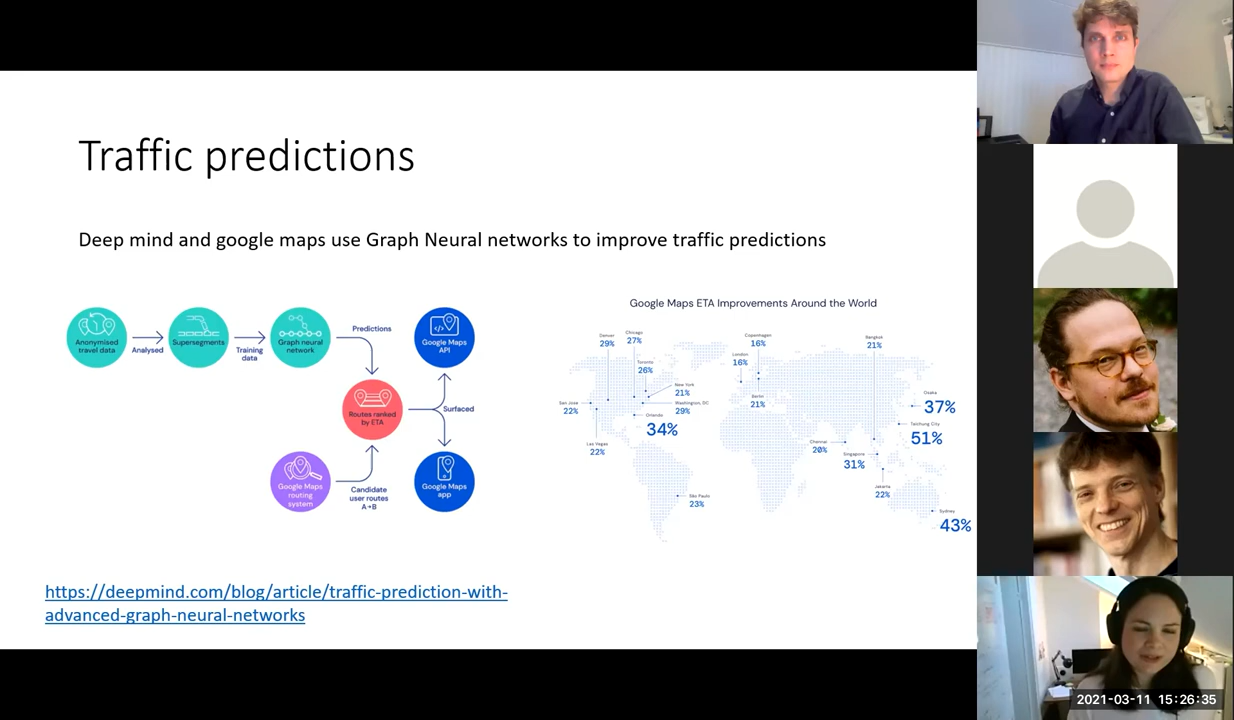 Traffic predictions
Deep mind and google maps use Graph Neural networks to improve traffic predictions
Anonymised
travel data
Analysed
Supersegments
Training
data
Graph neural
network
Predictions
Google Maps
API
Routes ranked
by ETA
Surfaced
Google Maps
routing
system
Candidate
user routes
A→B
Google Maps
app
Google Maps ETA Improvements Around the World
Denver
29%
Chicago
27%
Toronto
26%
New York
21%
Washington, DC
29%
San Jose
22%
Orlando
34%
Las Vegas
22%
São Paulo
23%
Copenhagen
16%
London
16%
Berlin
21%
Bangkok
21%
Osaka
37%
Taichung City
51%
Chennai
20%
Singapore
31%
Jakarta
22%
Sydney
43%
https://deepmind.com/blog/article/traffic-prediction-with-
advanced-graph-neural-networks
2021-03-11 15:26:35